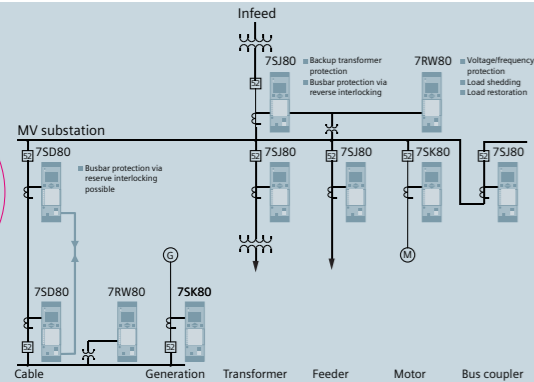 Infeed
7SJ80
Backup transformer
protection
Busbar protection via
reverse interlocking
7RW80
Voltage/frequency
protection
Load shedding
Load restoration
52
MV substation
52
7SD80
Busbar protection via
reserve interlocking
possible
52
7SJ80
52
7SJ80
52
7SK80
52
7SJ80
G
M
7SD80
7RW80
7SK80
52
52
Cable
Generation
Transformer
Feeder
Motor
Bus coupler